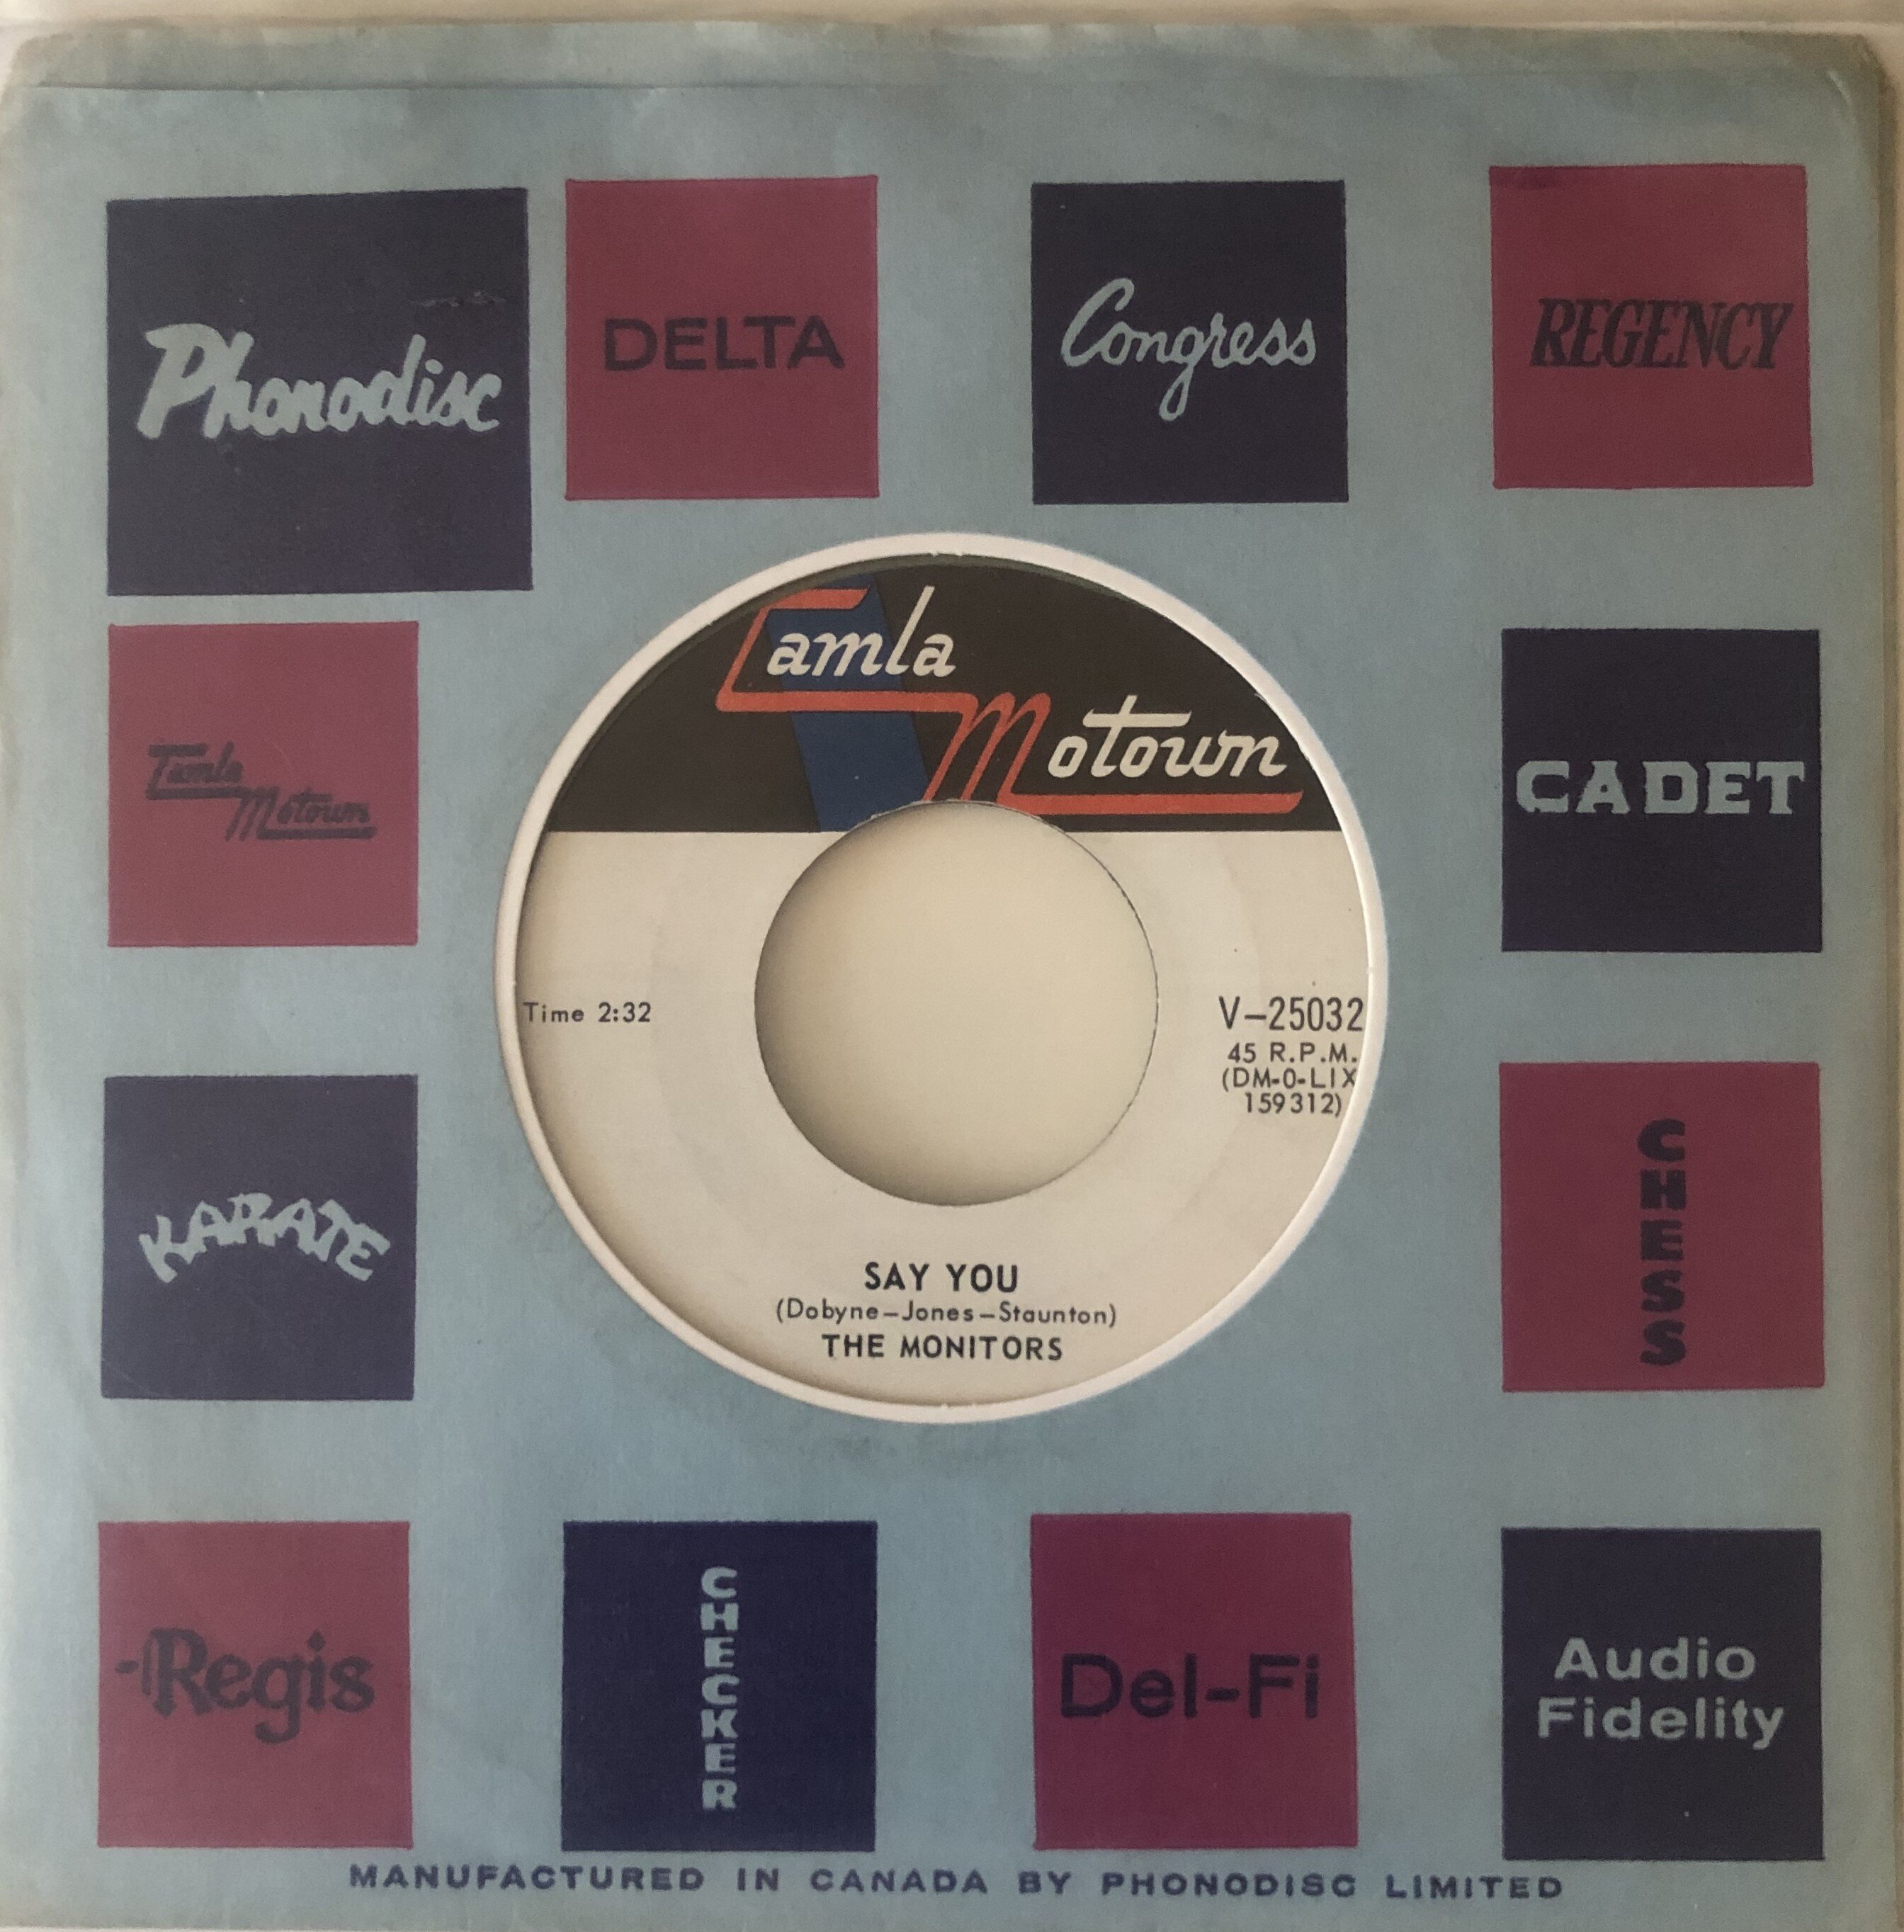 Phonodisc
DELTA
Congress
REGENCY
Tamla
Motown
CADET
KARATE
CHESS
Tamla
Motown
Time 2:32
V-25032
45 R.P.M.
(DM-0-LIX
159312)
SAY YOU
(Dobyne-Jones-Staunton)
THE MONITORS
Regis
CHECKER
Del-Fi
Audio
Fidelity
MANUFACTURED IN CANADA BY PHONODISC LIMITED